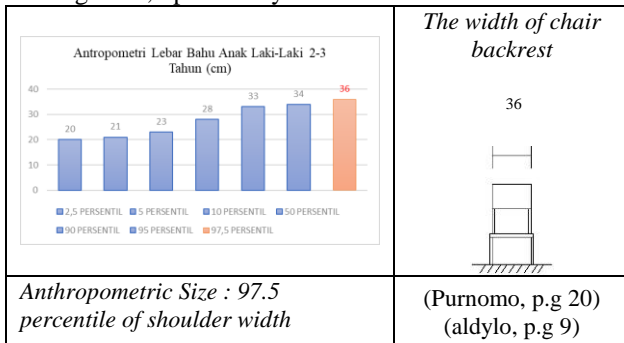 The width of chair
backrest
Antropometri Lebar Bahu Anak Laki-Laki 2-3
Tahun (cm)
40
30
20
10
0
20
21
23
28
33
34
36
2,5 PERSENTIL
5 PERSENTIL
10 PERSENTIL
50 PERSENTIL
90 PERSENTIL
95 PERSENTIL
97,5 PERSENTIL
36
Anthropometric Size : 97.5
percentile of shoulder width
(Purnomo, p.g 20)
(aldylo, p.g 9)